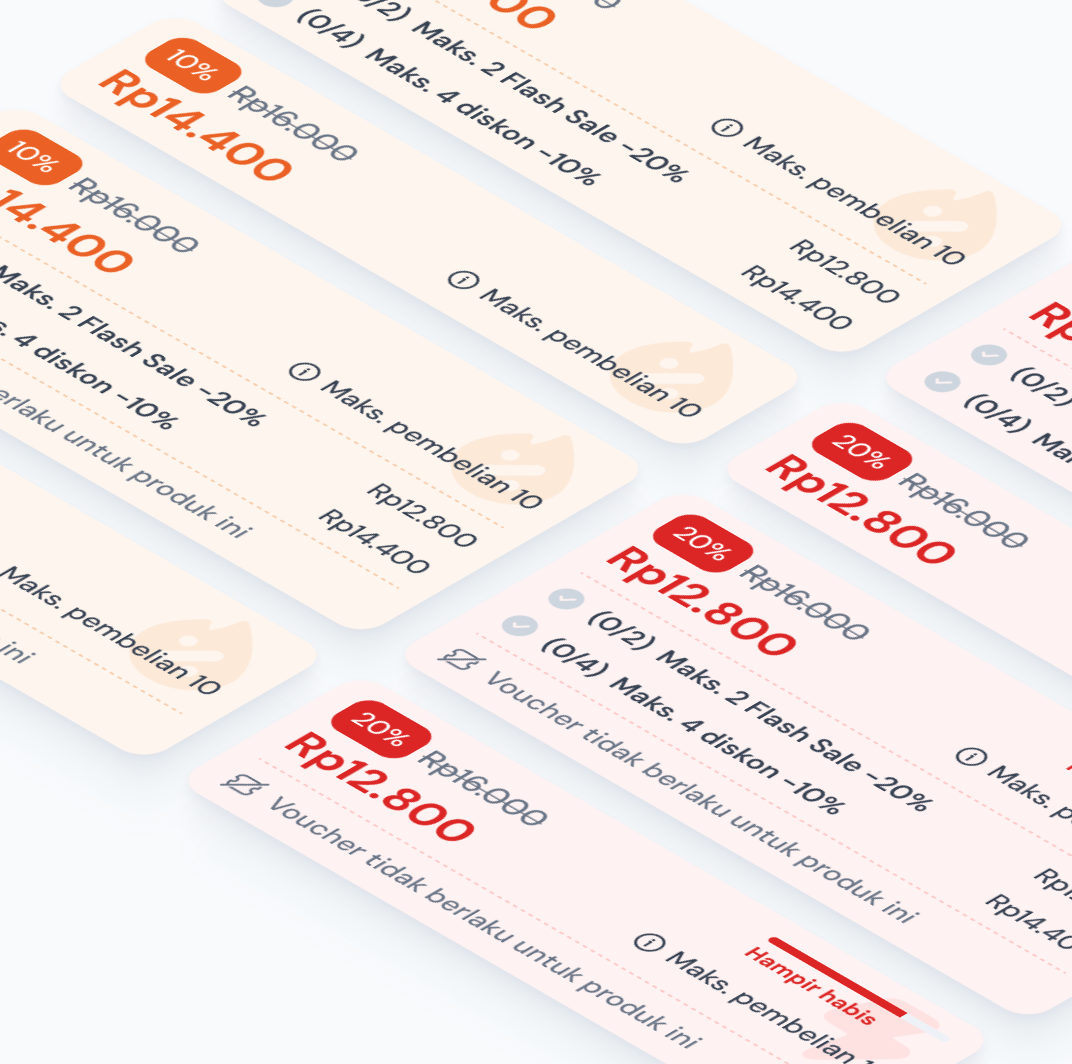 (0/2) Maks. 2 Flash Sale -20%
(0/4) Maks. 4 diskon -10%
Maks. pembelian 10
Rp12.800
Rp14.400
10%
Rp16.000
Rp14.400
Maks. pembelian 10
10%
Rp16.000
14.400
Maks. 2 Flash Sale -20%
4 diskon -10%
untuk produk ini
Maks. pembelian 10
Rp12.800
Rp14.400
Maks. pembelian 10
ini
(0/2)
(0/4)
20%
Rp16.000
Rp12.800
20%
Rp16.000
Rp12.800
(0/2) Maks. 2 Flash Sale -20%
(0/4) Maks. 4 diskon -10%
Voucher tidak berlaku untuk produk ini
Maks.
20%
Rp16.000
Rp12.800
Voucher tidak berlaku untuk produk ini
Hampir habis
Maks. pembelian